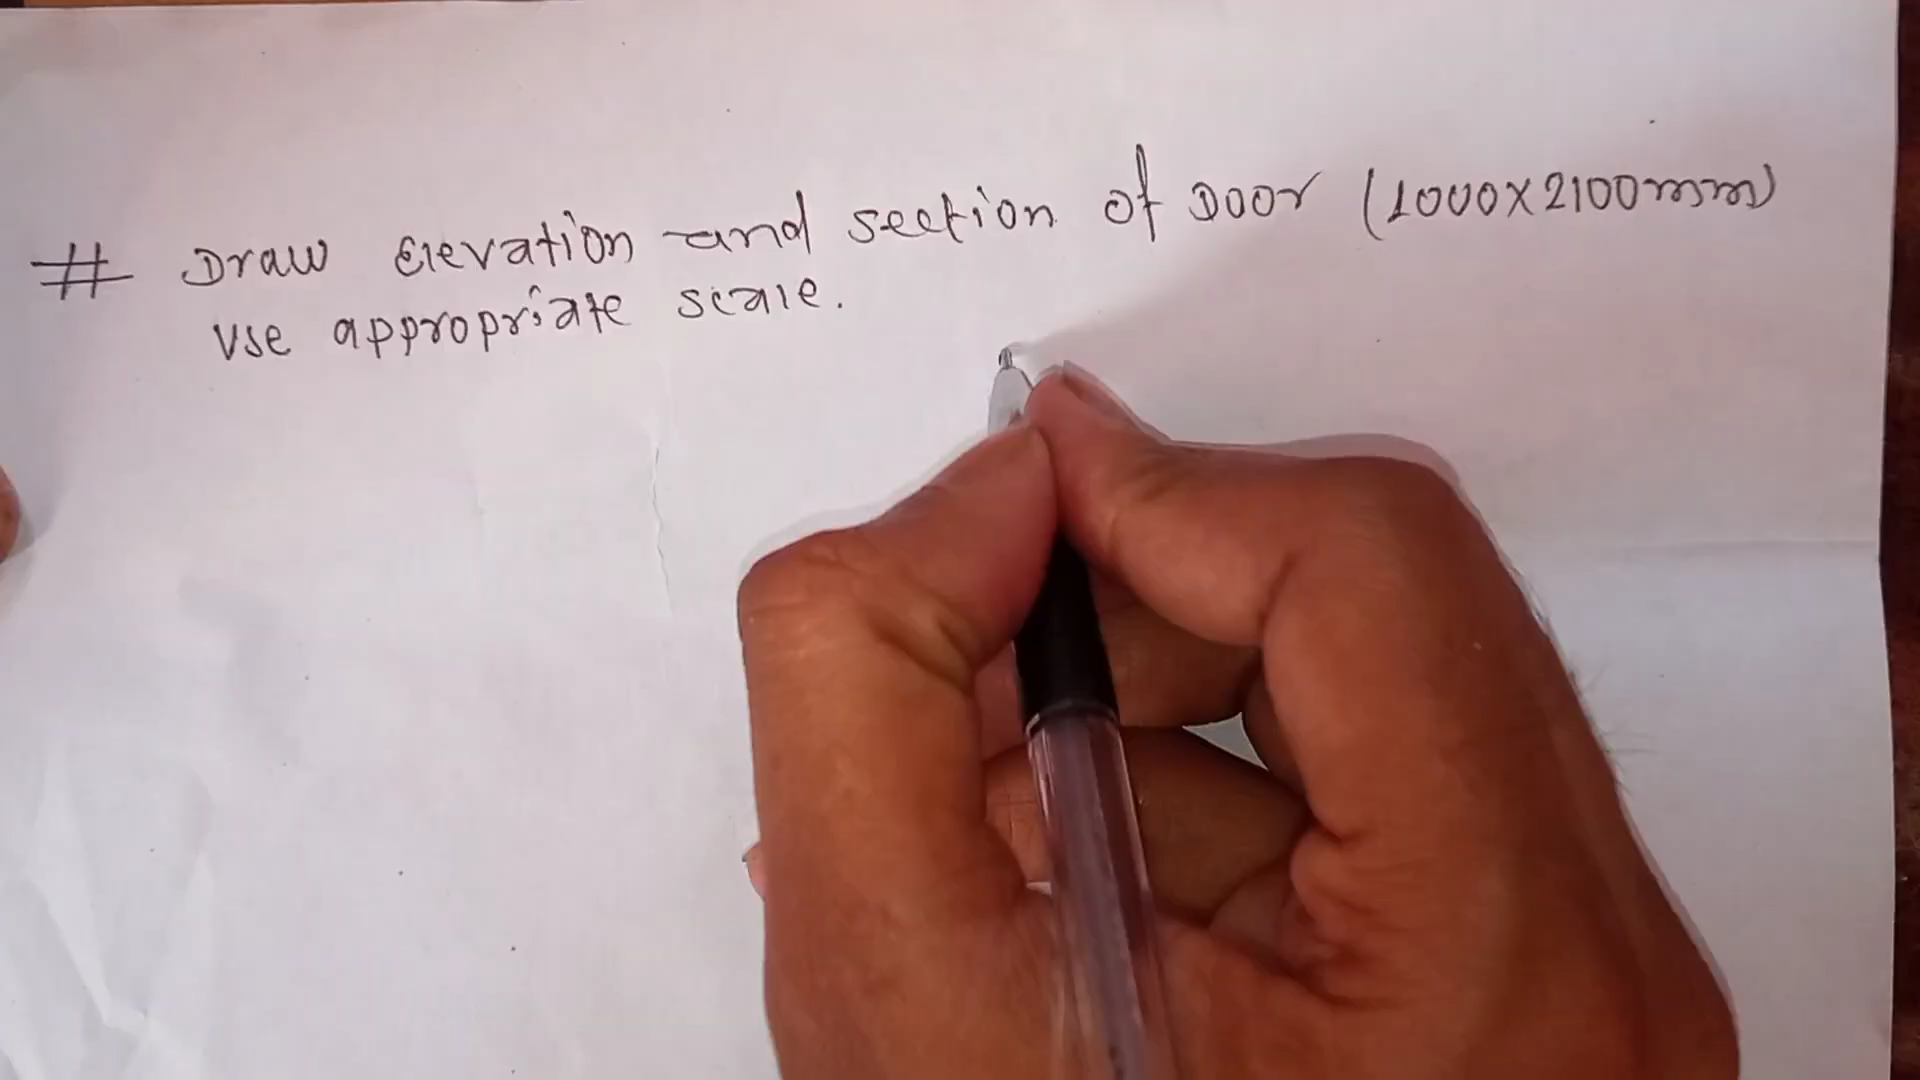 # Draw Elevation and section of Door (1000X2100mm)
Use appropriate scale.